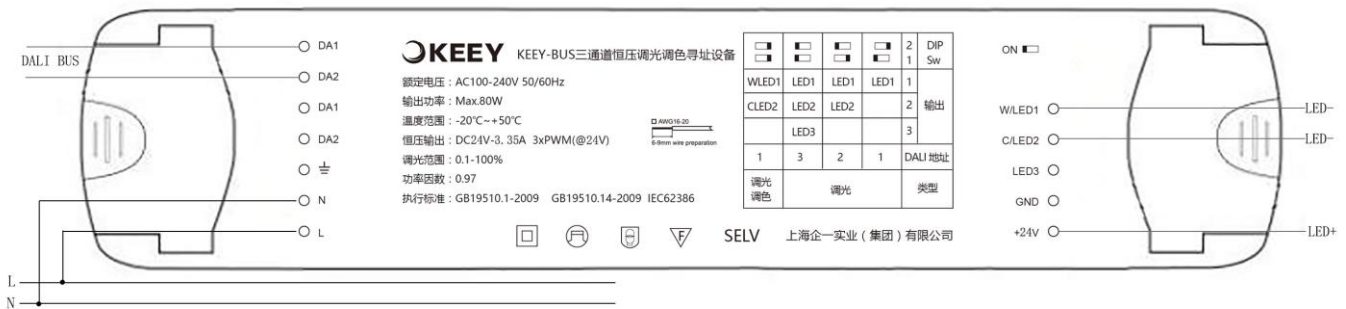 DALI BUS
DA1
DA2
DA1
DA2
N
L
L
N
KEEY KEEY-BUS三通道恒压调光调色寻址设备
额定电压：AC100-240V 50/60Hz
输出功率：Max.80W
温度范围：-20℃~+50℃
恒压输出：DC24V-3.35A 3xPWM(@24V)
调光范围：0.1-100%
功率因数：0.97
执行标准：GB19510.1-2009 GB19510.14-2009 IEC62386
AWG16-20
6-9mm wire preparation
2 DIP
1 Sw
WLED1 LED1 LED1 LED1 1
CLED2 LED2 LED2 2 输出
LED3 3
1 3 2 1 DALI 地址
调光调色 调光 类型
F
SELV 上海企一实业（集团）有限公司
ON
W/LED1
C/LED2
LED3
GND
+24V
LED-
LED-
LED+